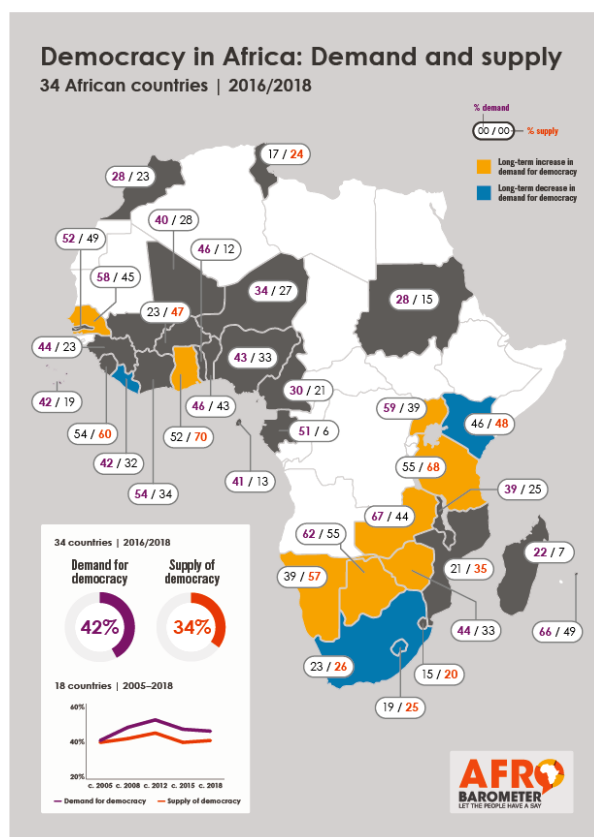 Democracy in Africa: Demand and supply
34 African countries | 2016/2018
% demand
00 / 00
% supply
Long-term increase in
demand for democracy
Long-term decrease in
demand for democracy
17 / 24
28 / 23
40 / 28
52 / 49
46 / 12
58 / 45
34 / 27
28 / 15
23 / 47
44 / 23
43 / 33
30 / 21
42 / 19
46 / 43
59 / 39
46 / 48
54 / 60
52 / 70
51 / 6
42 / 32
55 / 68
41 / 13
54 / 34
39 / 25
67 / 44
62 / 55
22 / 7
39 / 57
21 / 35
44 / 33
66 / 49
23 / 26
15 / 20
19 / 25
34 countries | 2016/2018
Demand for
democracy
Supply of
democracy
42%
34%
18 countries | 2005–2018
60%
40%
20%
c. 2005 c. 2008 c. 2012 c. 2015 c. 2018
Demand for democracy
Supply of democracy
AFRO
BAROMETER
LET THE PEOPLE HAVE A SAY